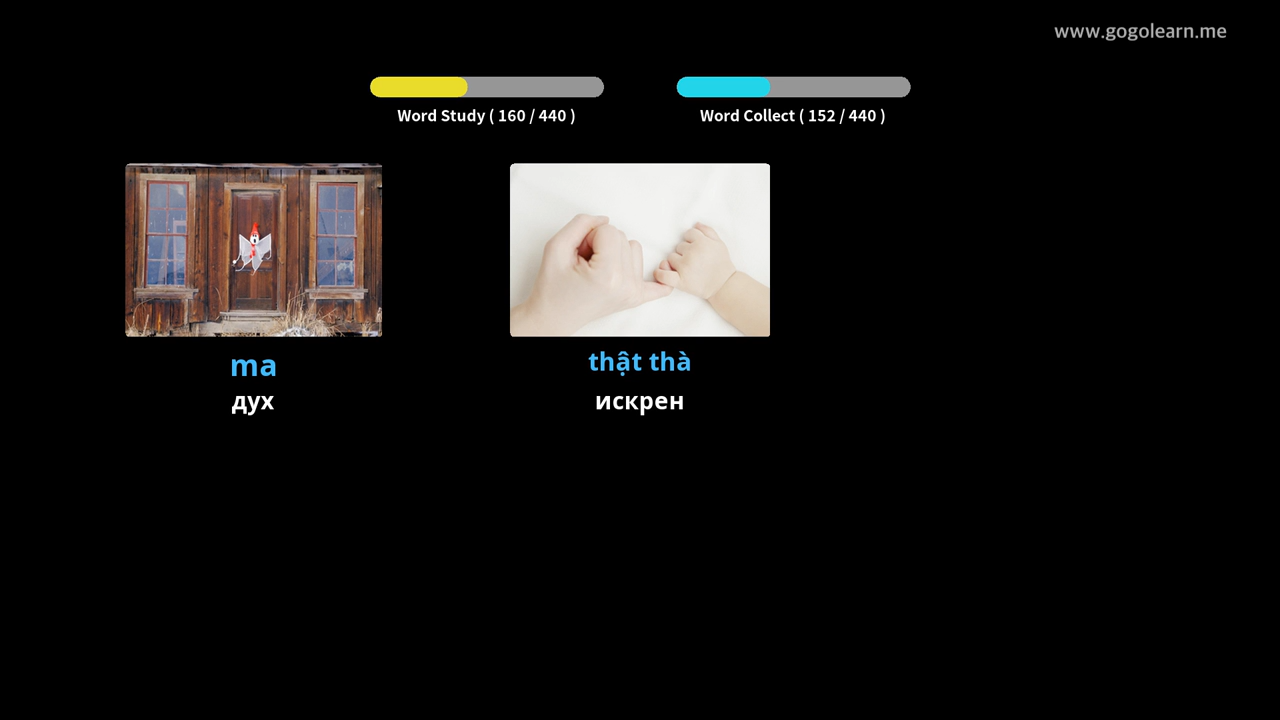 www.gogolearn.me
Word Study ( 160 / 440 )
Word Collect ( 152 / 440 )
ma
дух
thật thà
искрен